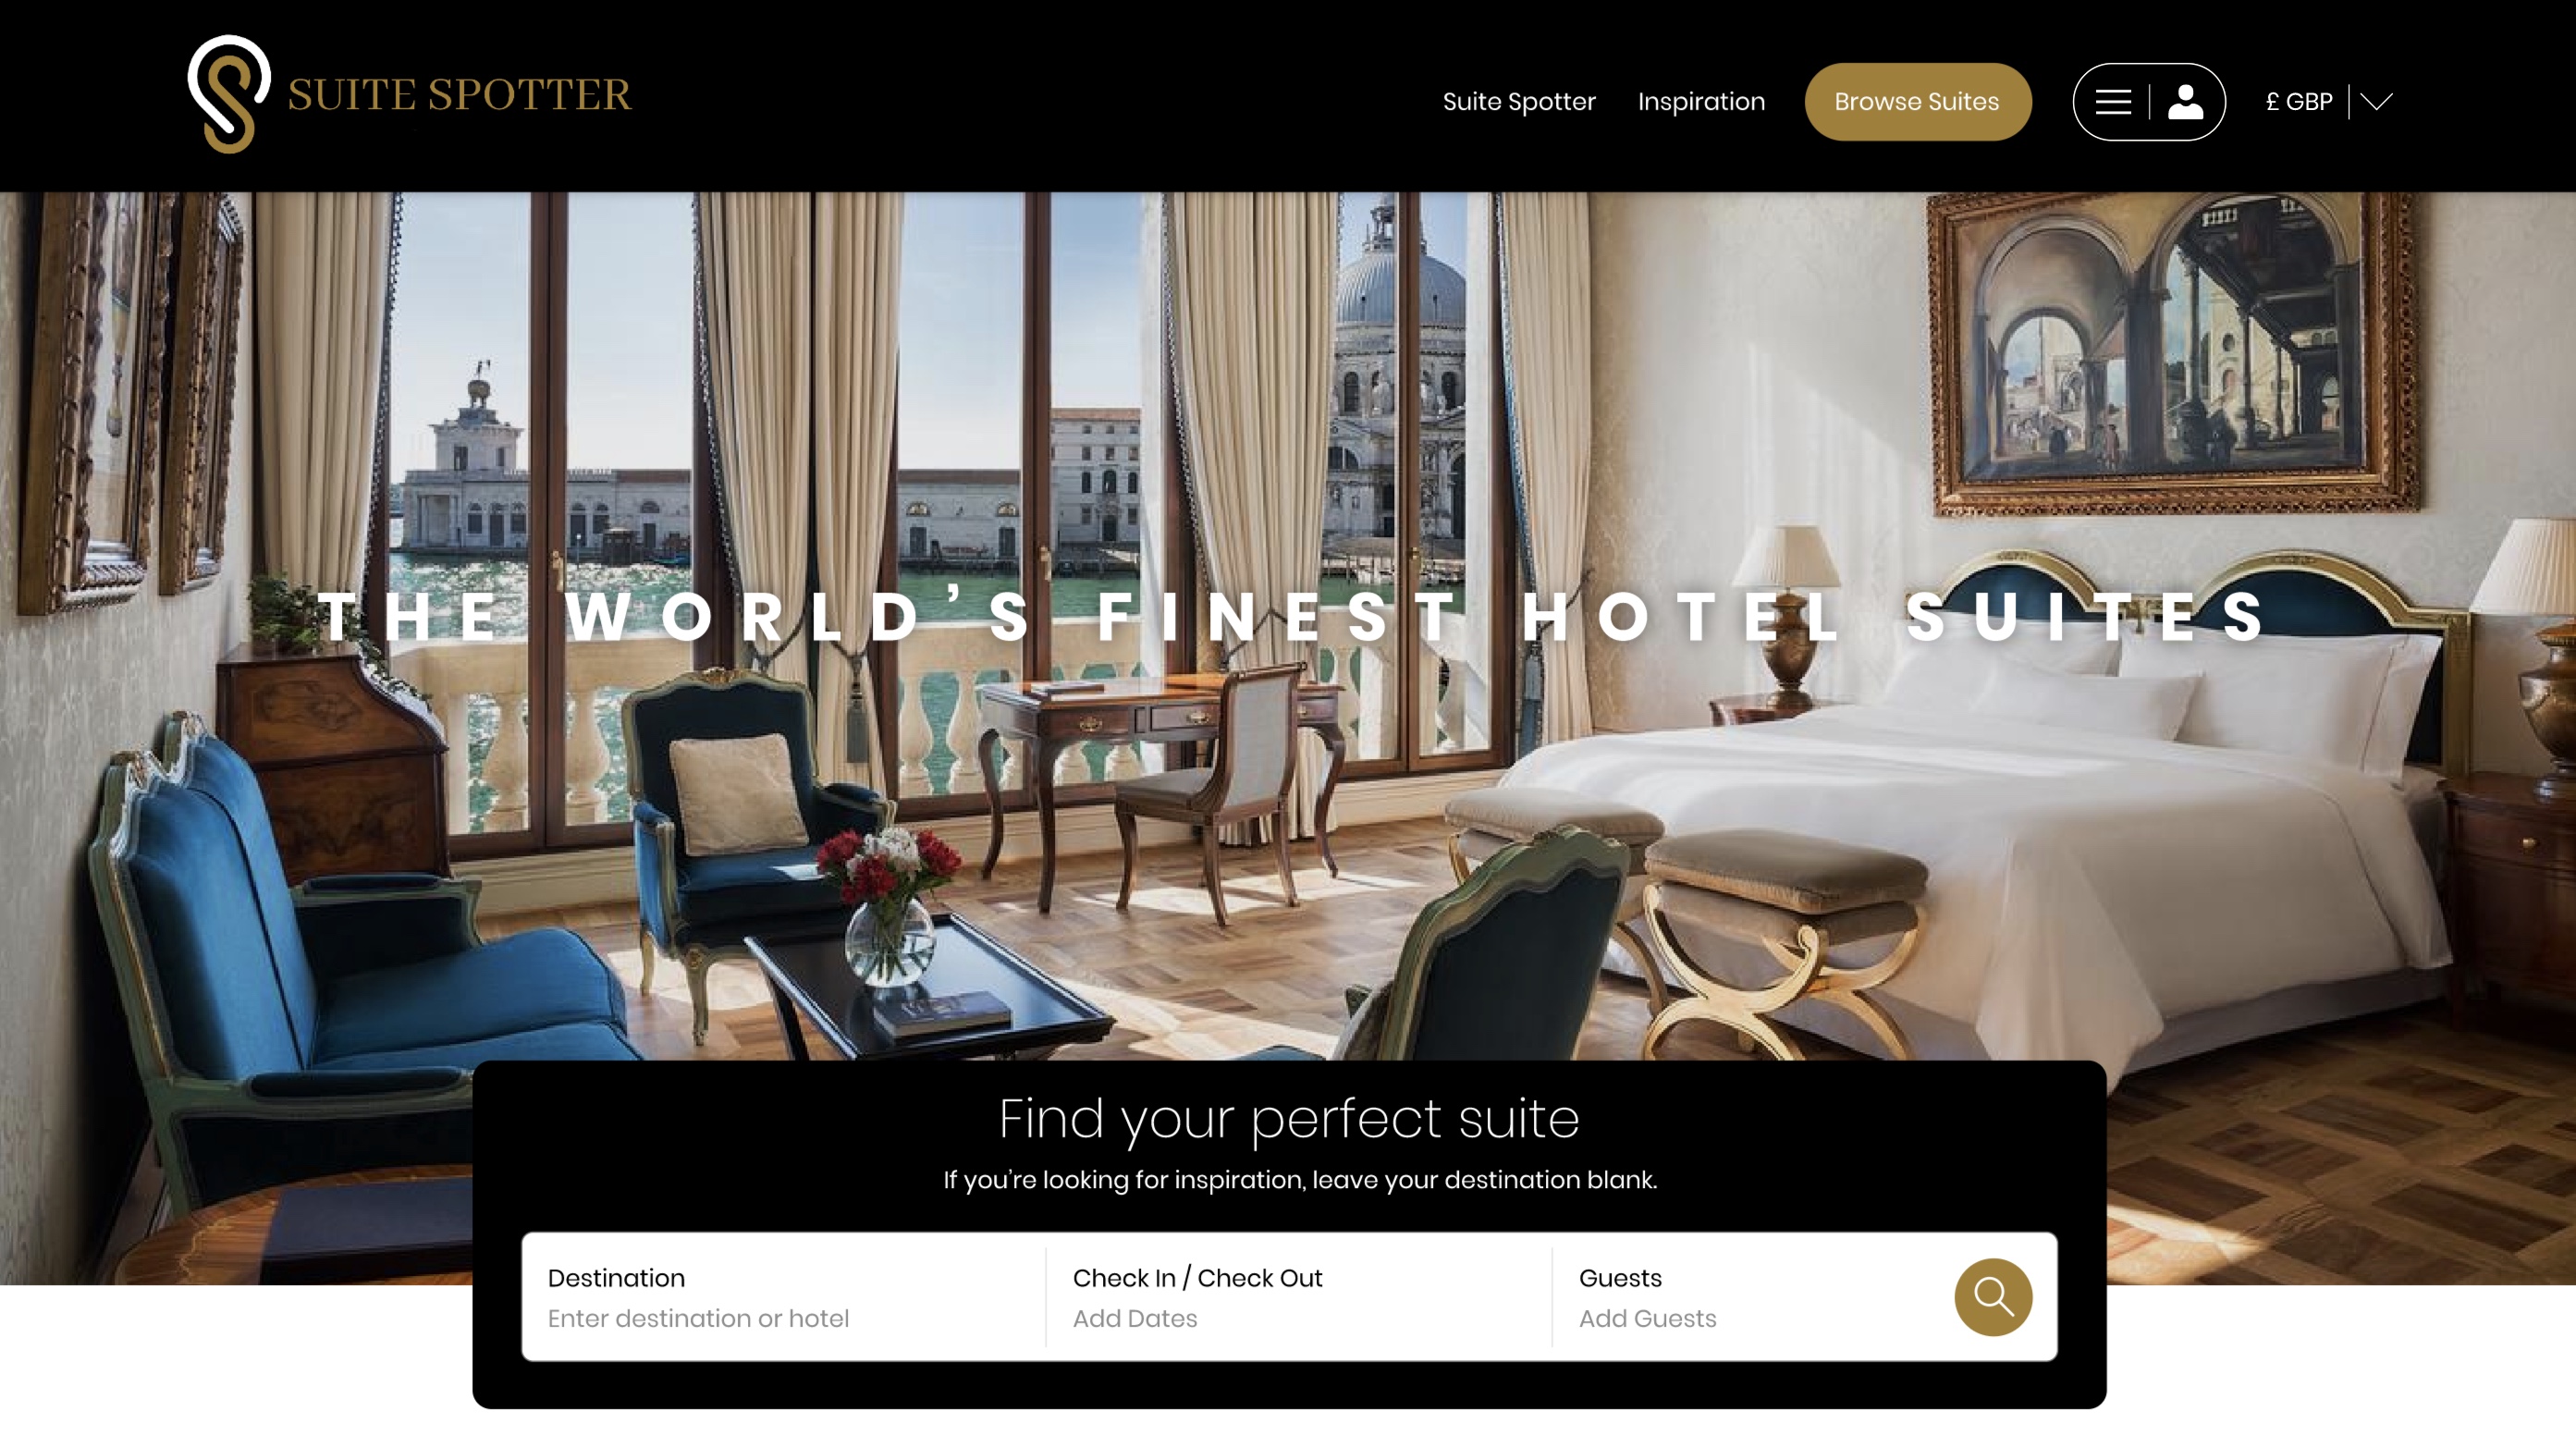 SUITE SPOTTER
Suite Spotter
Inspiration
Browse Suites
£ GBP
THE WORLD’S FINEST HOTEL SUITES
Find your perfect suite
If you’re looking for inspiration, leave your destination blank.
Destination
Enter destination or hotel
Check In / Check Out
Add Dates
Guests
Add Guests